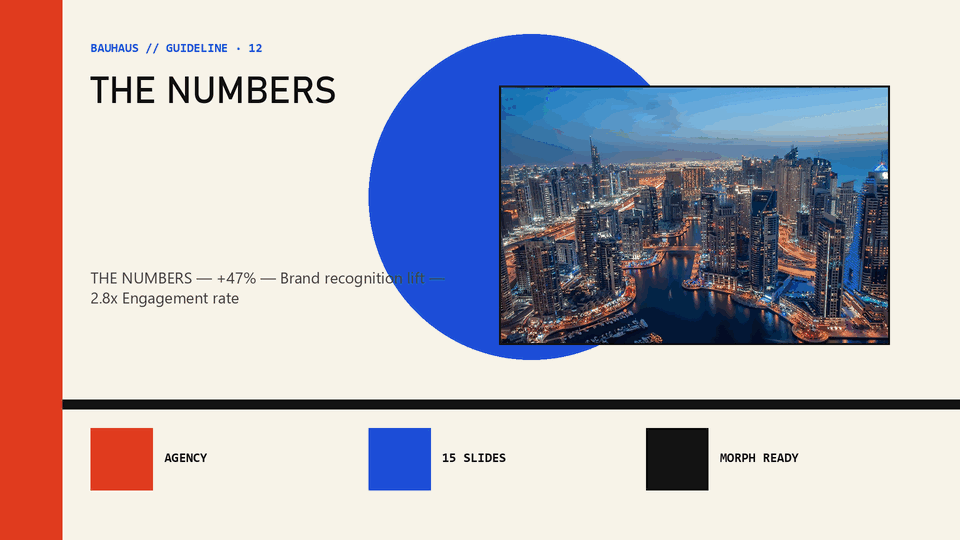 BAUHAUS // GUIDELINE · 12
THE NUMBERS
THE NUMBERS — +47% — Brand recognition lift —
2.8x Engagement rate
AGENCY
15 SLIDES
MORPH READY